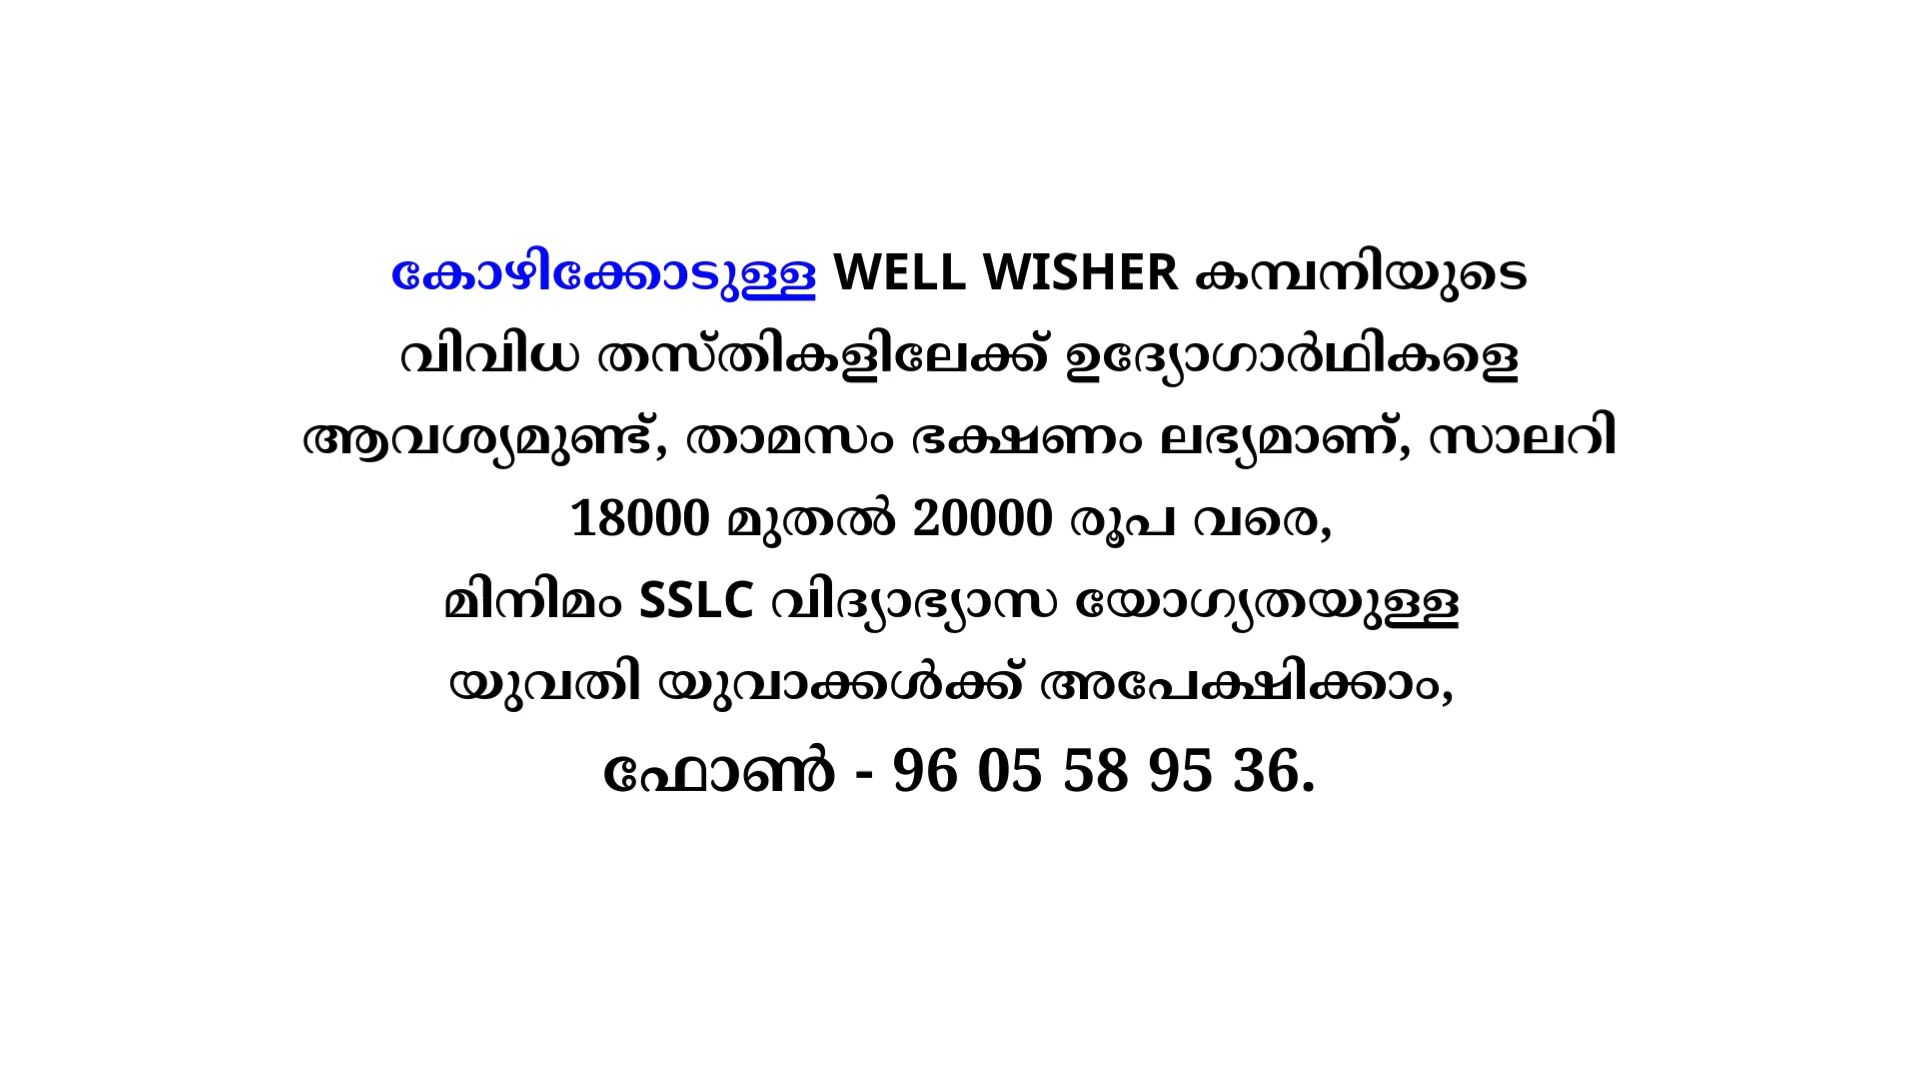 കോഴിക്കോടുള്ള WELL WISHER കമ്പനിയുടെ
വിവിധ തസ്തികളിലേക്ക് ഉദ്യോഗാർഥികളെ
ആവശ്യമുണ്ട്, താമസം ഭക്ഷണം ലഭ്യമാണ്, സാലറി
18000 മുതൽ 20000 രൂപ വരെ,
മിനിമം SSLC വിദ്യാഭ്യാസ യോഗ്യതയുള്ള
യുവതി യുവാക്കൾക്ക് അപേക്ഷിക്കാം,
ഫോൺ - 96 05 58 95 36.